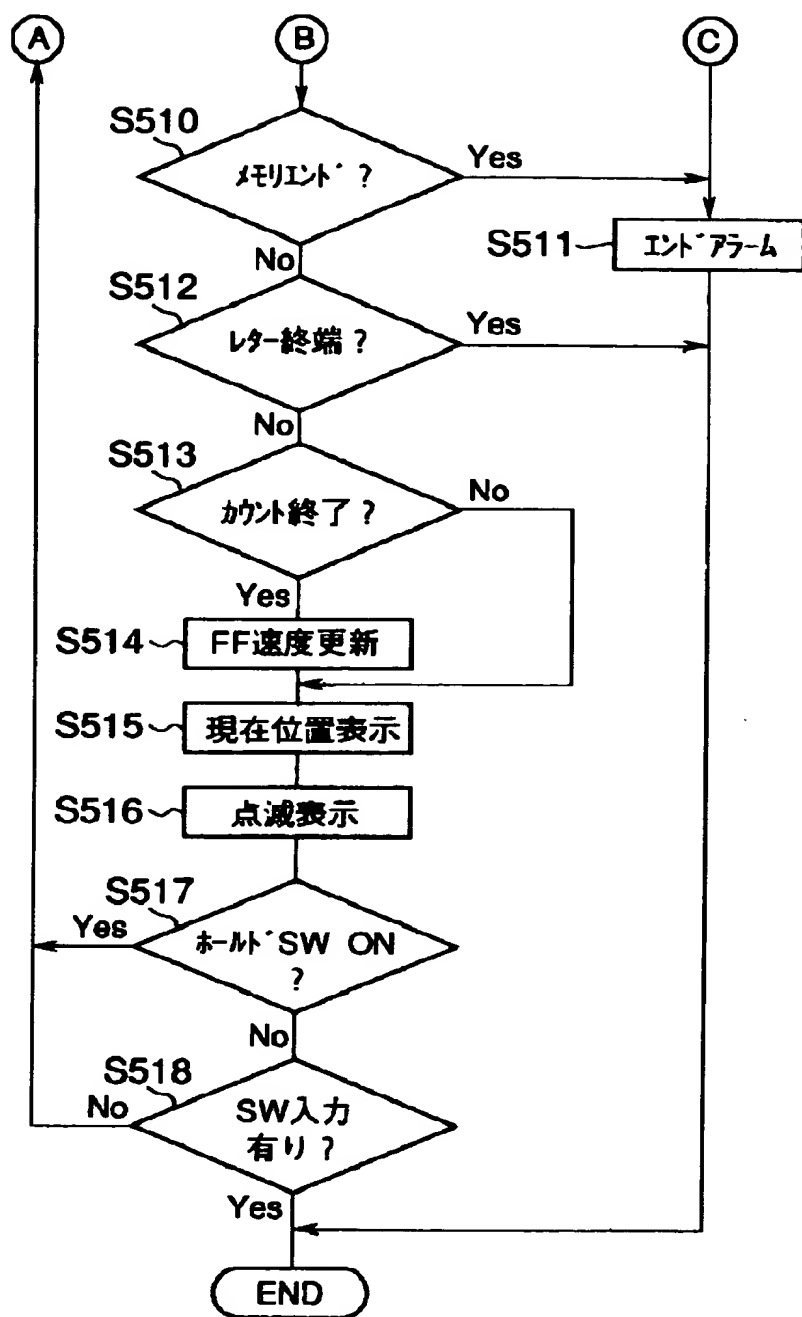 A
B
C
S510
メモリエンド?
Yes
S511
エンドアラーム
No
S512
レター終端?
Yes
No
S513
カウント終了?
No
Yes
S514
FF速度更新
S515
現在位置表示
S516
点滅表示
S517
Yes
ホールドSW ON
?
No
S518
No
SW入力
有り?
Yes
END